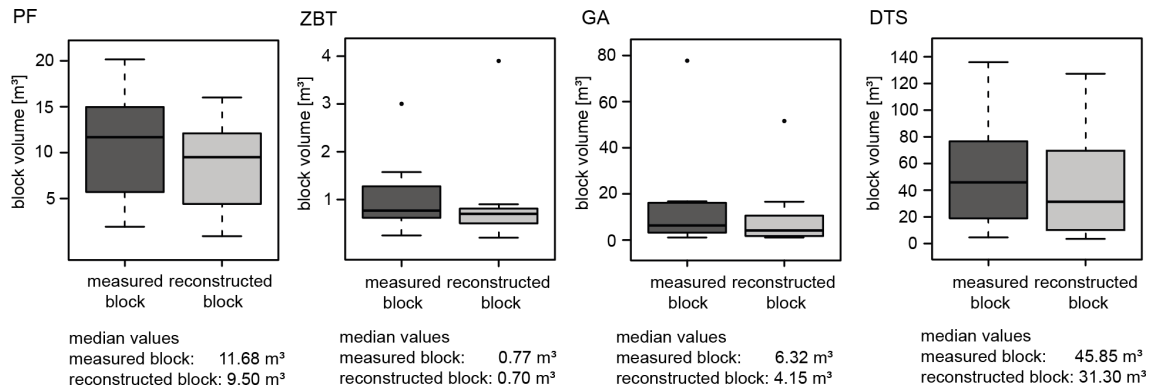 PF
block volume [m³]
20
15
10
5
measured
block
reconstructed
block
median values
measured block: 11.68 m³
reconstructed block: 9.50 m³
ZBT
block volume [m³]
4
3
2
1
measured
block
reconstructed
block
median values
measured block: 0.77 m³
reconstructed block: 0.70 m³
GA
block volume [m³]
80
60
40
20
0
measured
block
reconstructed
block
median values
measured block: 6.32 m³
reconstructed block: 4.15 m³
DTS
block volume [m³]
140
120
100
80
60
40
20
0
measured
block
reconstructed
block
median values
measured block: 45.85 m³
reconstructed block: 31.30 m³